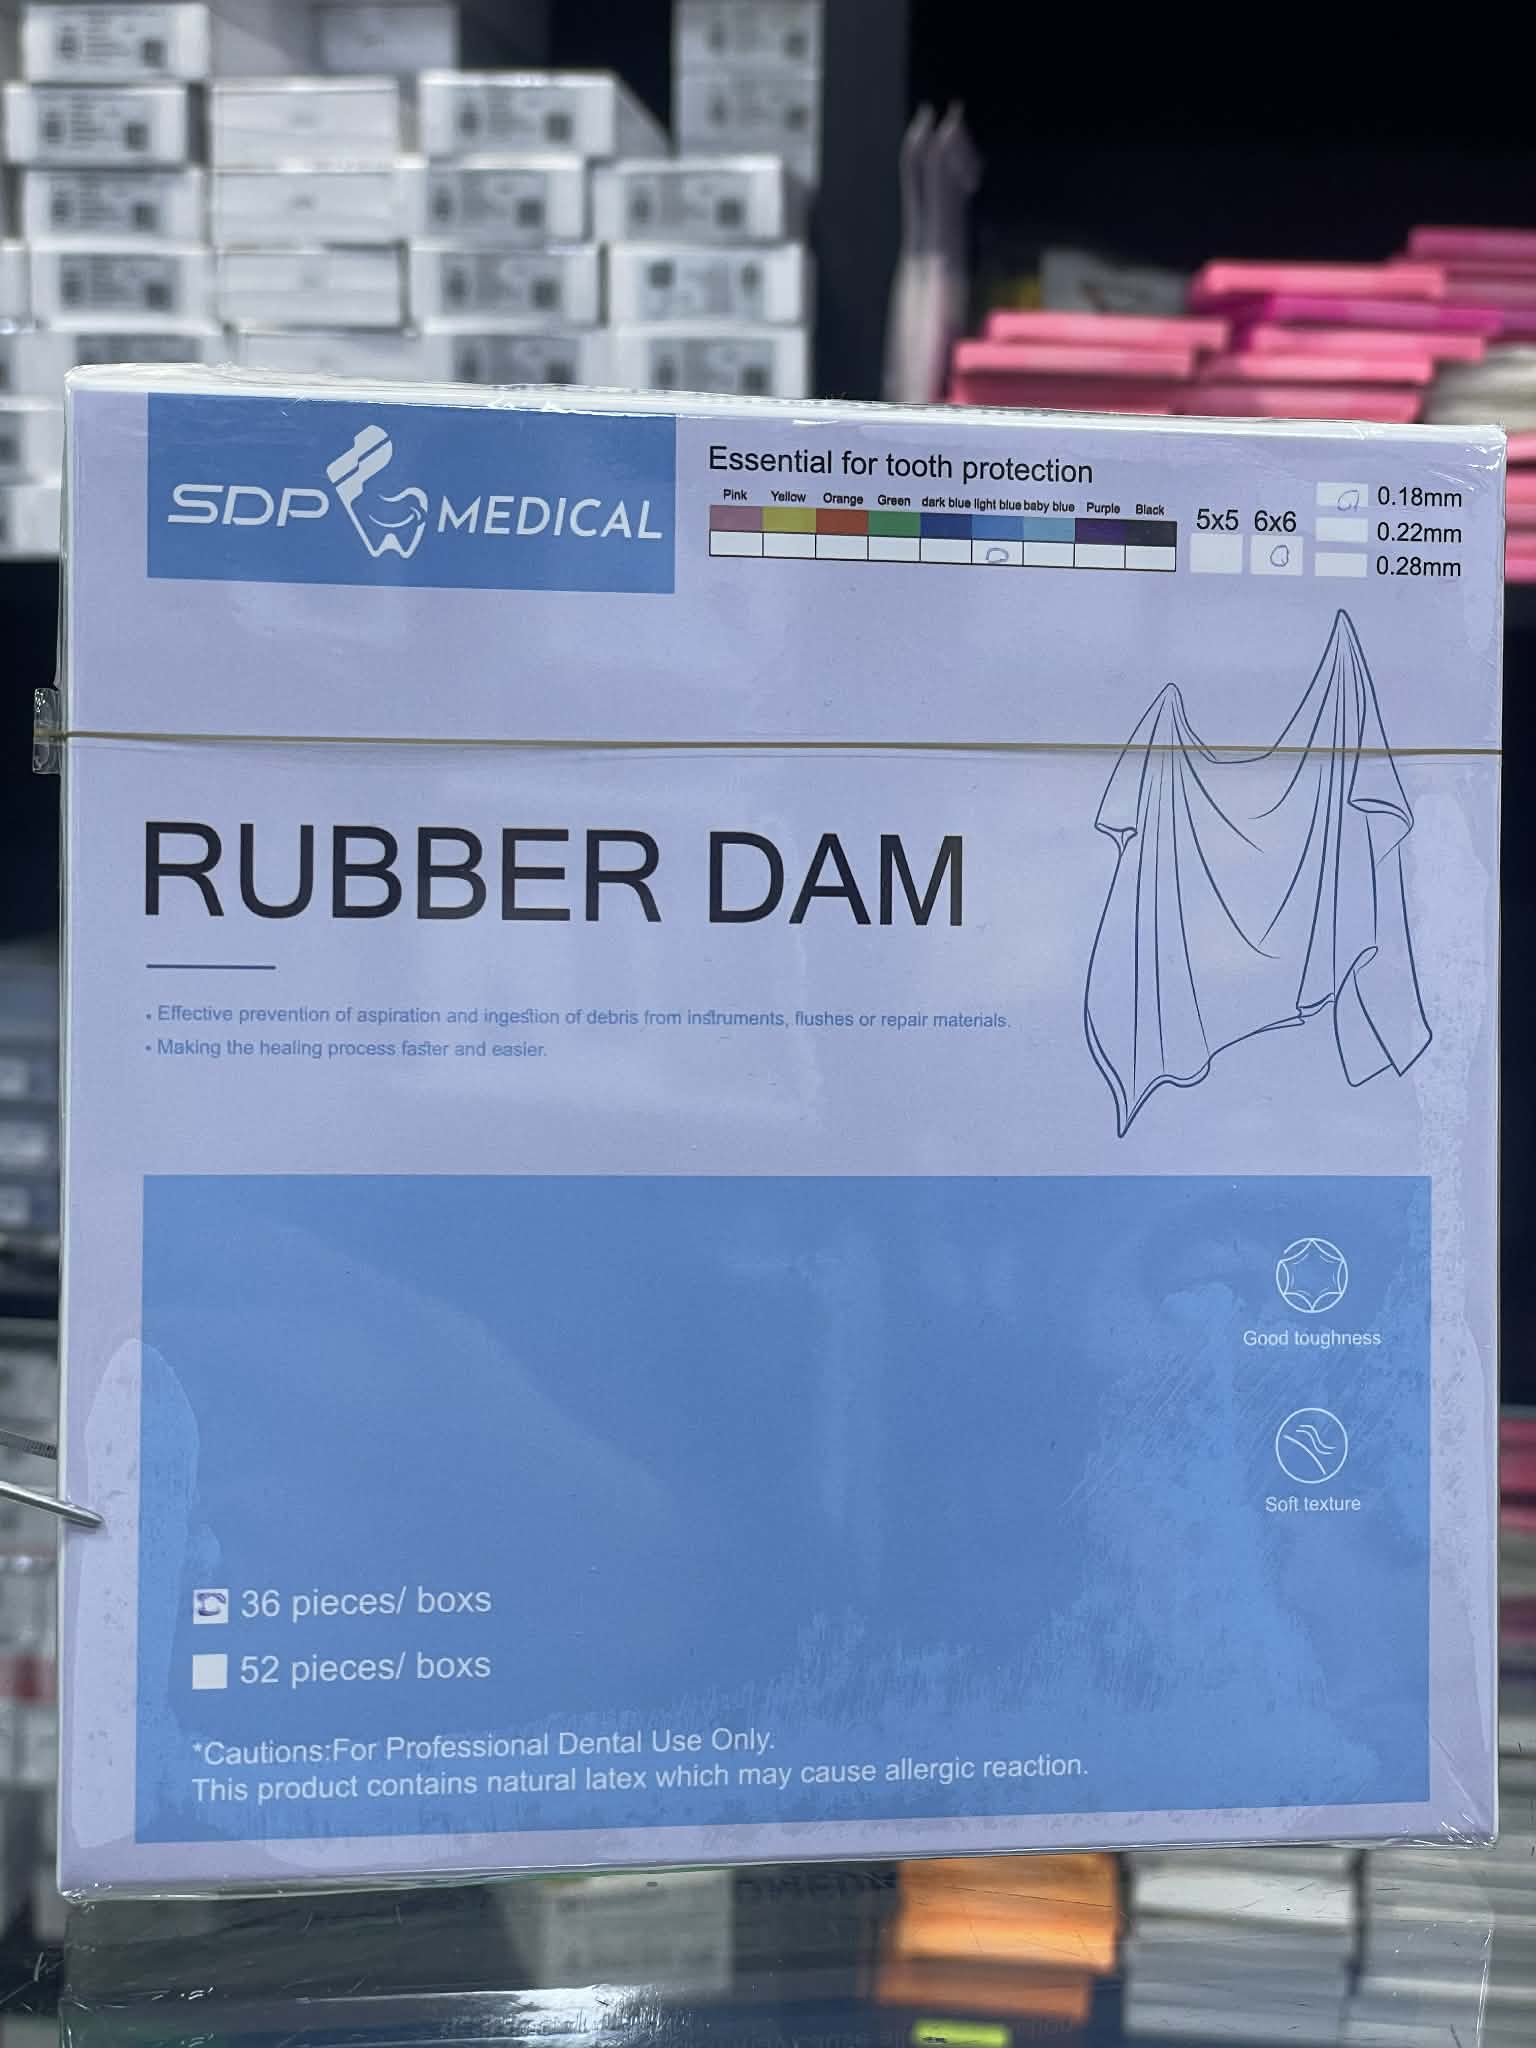 SDP MEDICAL
Essential for tooth protection
Pink Yellow Orange Green dark blue light blue baby blue Purple Black
5x5 6x6
0.18mm
0.22mm
0.28mm
RUBBER DAM
• Effective prevention of aspiration and ingestion of debris from instruments, flushes or repair materials.
• Making the healing process faster and easier.
Good toughness
Soft texture
36 pieces/ boxs
52 pieces/ boxs
*Cautions:For Professional Dental Use Only.
This product contains natural latex which may cause allergic reaction.